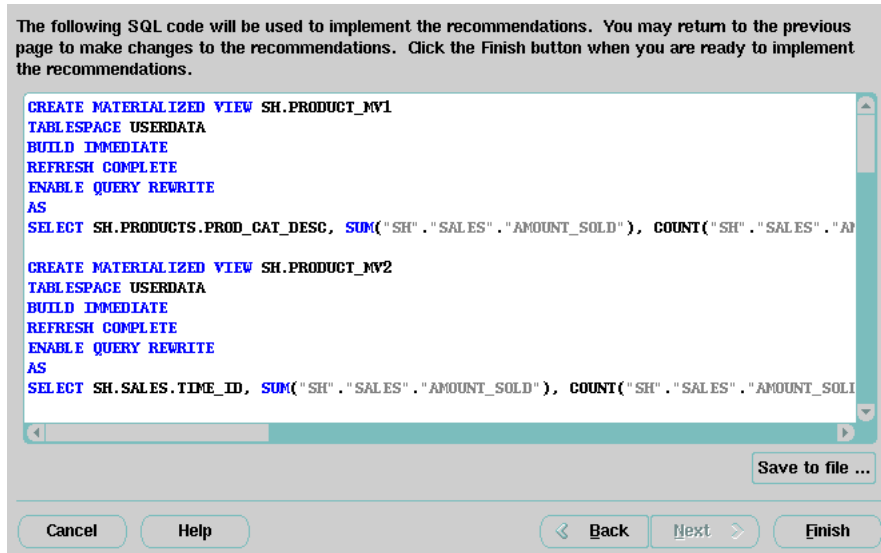 The following SQL code will be used to implement the recommendations.  You may return to the previous
page to make changes to the recommendations.  Click the Finish button when you are ready to implement
the recommendations.
CREATE MATERIALIZED VIEW SH.PRODUCT_MV1
TABLESPACE USERDATA
BUILD IMMEDIATE
REFRESH COMPLETE
ENABLE QUERY REWRITE
AS
SELECT SH.PRODUCTS.PROD_CAT_DESC, SUM("SH"."SALES"."AMOUNT_SOLD"), COUNT("SH"."SALES"."AM
CREATE MATERIALIZED VIEW SH.PRODUCT_MV2
TABLESPACE USERDATA
BUILD IMMEDIATE
REFRESH COMPLETE
ENABLE QUERY REWRITE
AS
SELECT SH.SALES.TIME_ID, SUM("SH"."SALES"."AMOUNT_SOLD"), COUNT("SH"."SALES"."AMOUNT_SOLI
Save to file ...
Cancel Help Back Next Finish